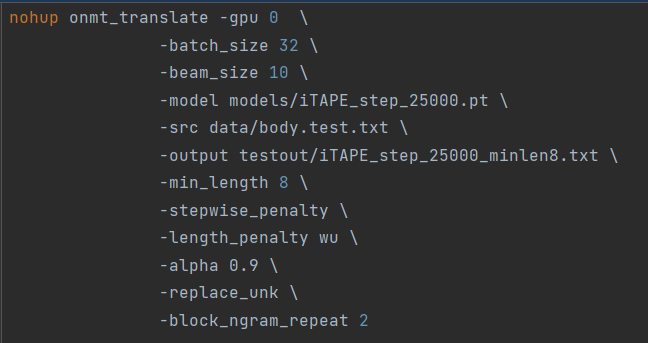 nohup onmt_translate -gpu 0  \
-batch_size 32 \
-beam_size 10 \
-model models/iTAPE_step_25000.pt \
-src data/body.test.txt \
-output testout/iTAPE_step_25000_minlen8.txt \
-min_length 8 \
-stepwise_penalty \
-length_penalty wu \
-alpha 0.9 \
-replace_unk \
-block_ngram_repeat 2